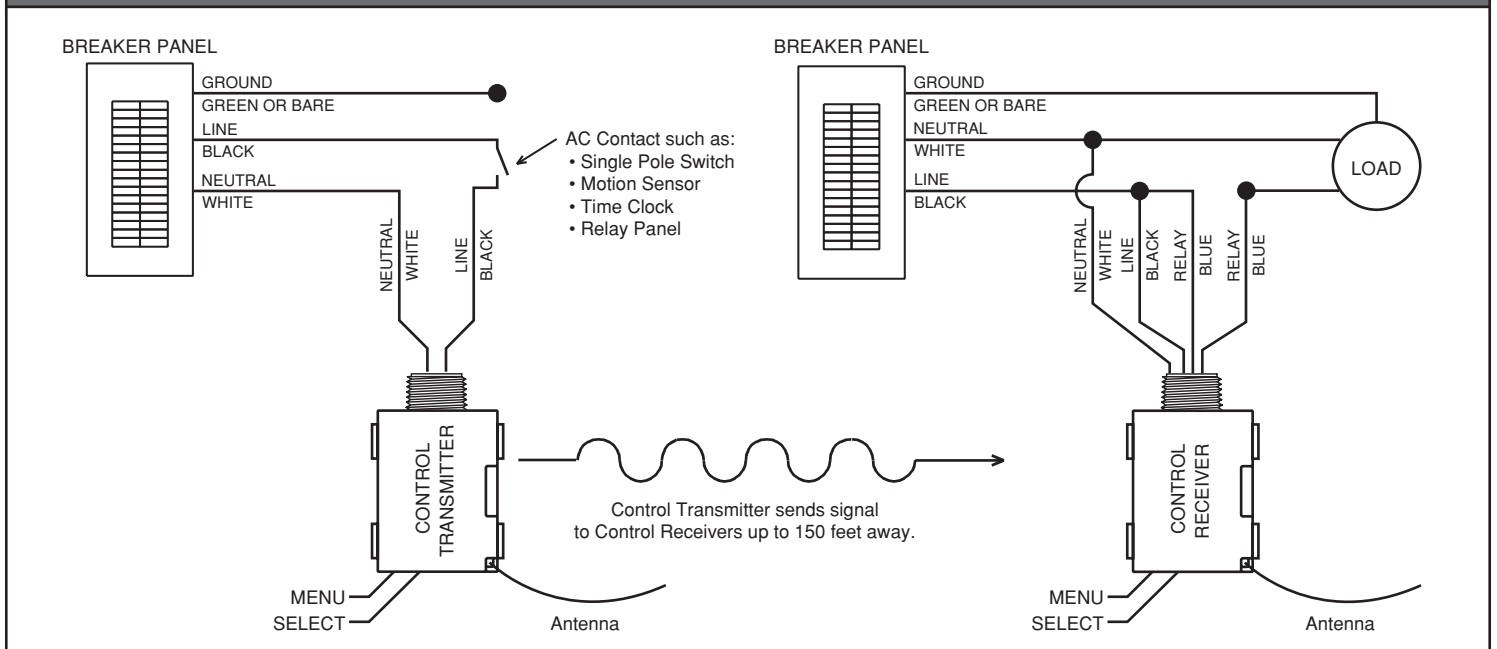 BREAKER PANEL
GROUND
GREEN OR BARE
LINE
BLACK
NEUTRAL
WHITE
AC Contact such as:
• Single Pole Switch
• Motion Sensor
• Time Clock
• Relay Panel
NEUTRAL
WHITE
LINE
BLACK
CONTROL
TRANSMITTER
MENU
SELECT
Antenna
Control Transmitter sends signal
to Control Receivers up to 150 feet away.
BREAKER PANEL
GROUND
GREEN OR BARE
NEUTRAL
WHITE
LINE
BLACK
LOAD
NEUTRAL
WHITE
LINE
BLACK
RELAY
BLUE
RELAY
BLUE
CONTROL
RECEIVER
MENU
SELECT
Antenna